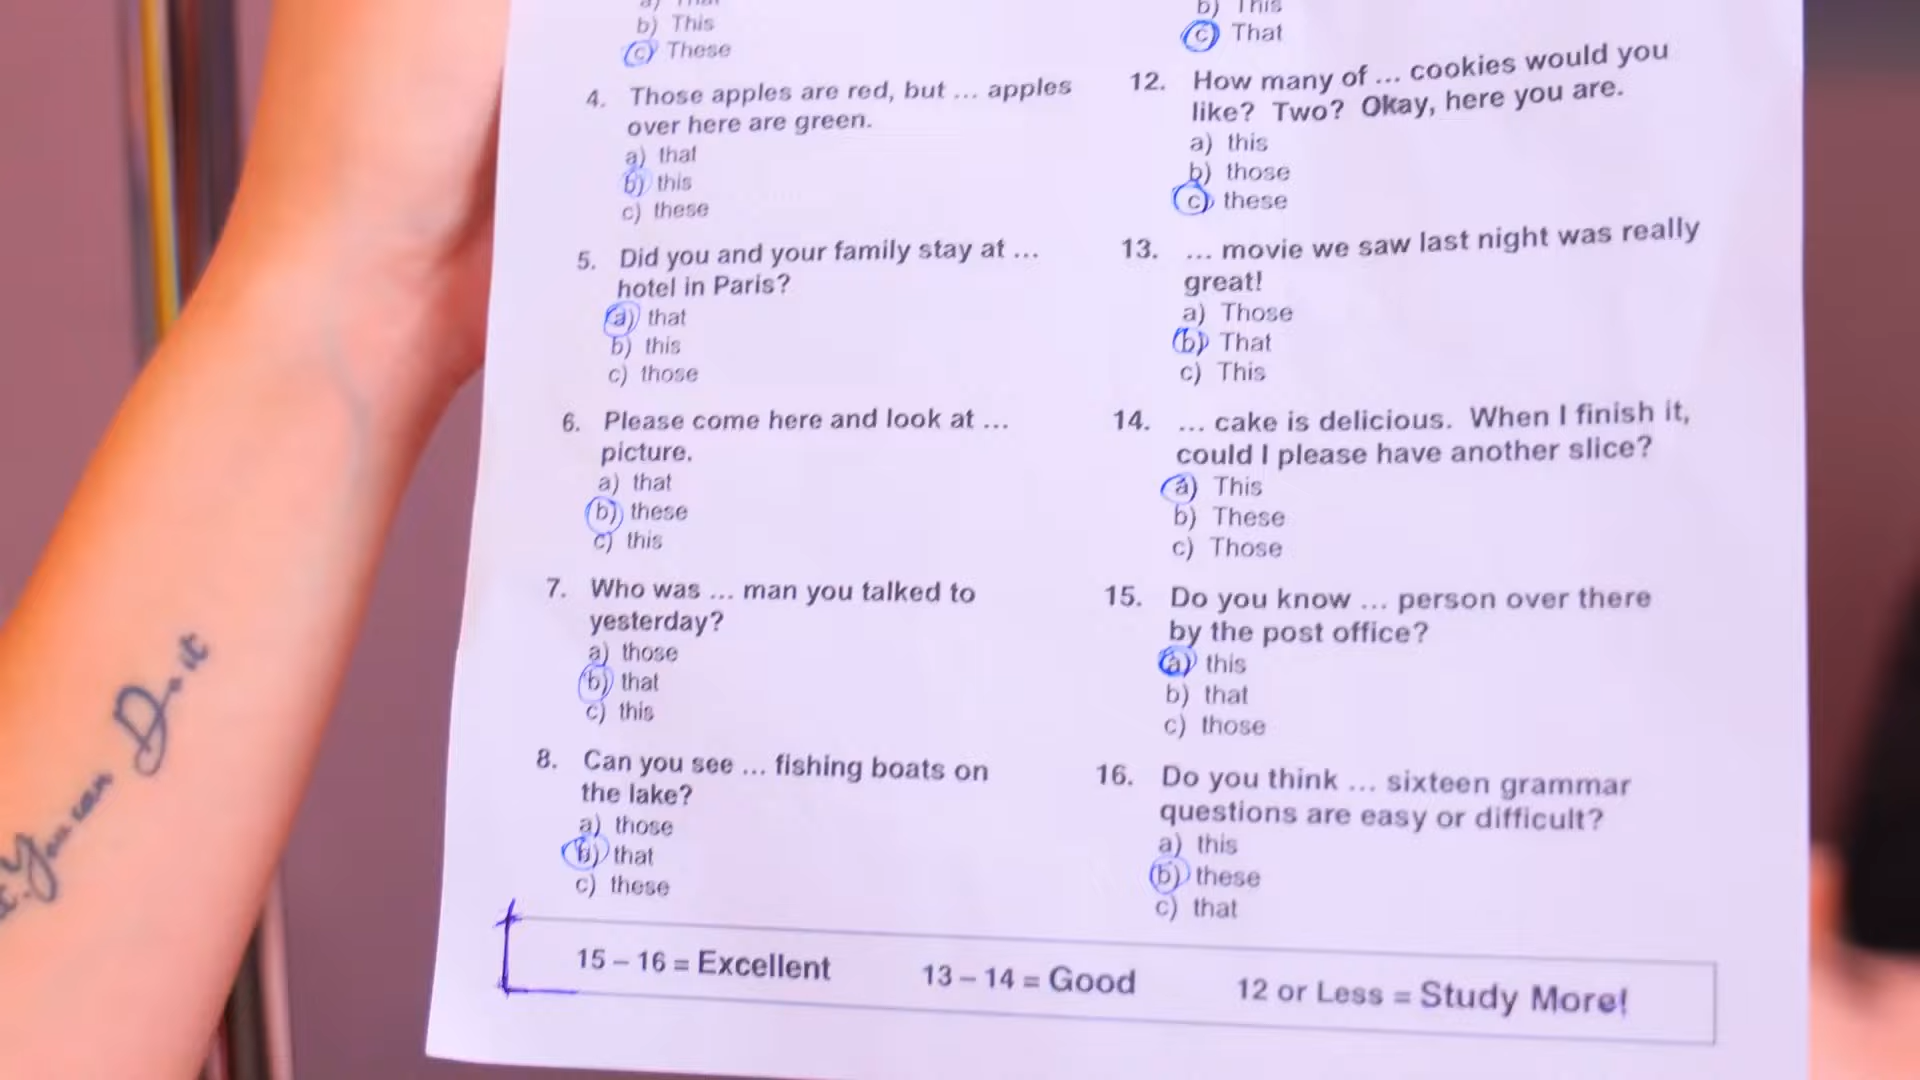 b) This
c) These
4. Those apples are red, but ... apples
over here are green.
a) that
b) this
c) these
5. Did you and your family stay at ...
hotel in Paris?
a) that
b) this
c) those
6. Please come here and look at ...
picture.
a) that
b) these
c) this
7. Who was ... man you talked to
yesterday?
a) those
b) that
c) this
8. Can you see ... fishing boats on
the lake?
a) those
b) that
c) these
b) This
c) That
12. How many of ... cookies would you
like? Two? Okay, here you are.
a) this
b) those
c) these
13. ... movie we saw last night was really
great!
a) Those
b) That
c) This
14. ... cake is delicious. When I finish it,
could I please have another slice?
a) This
b) These
c) Those
15. Do you know ... person over there
by the post office?
a) this
b) that
c) those
16. Do you think ... sixteen grammar
questions are easy or difficult?
a) this
b) these
c) that
15 – 16 = Excellent 13 – 14 = Good 12 or Less = Study More!
You can Do it